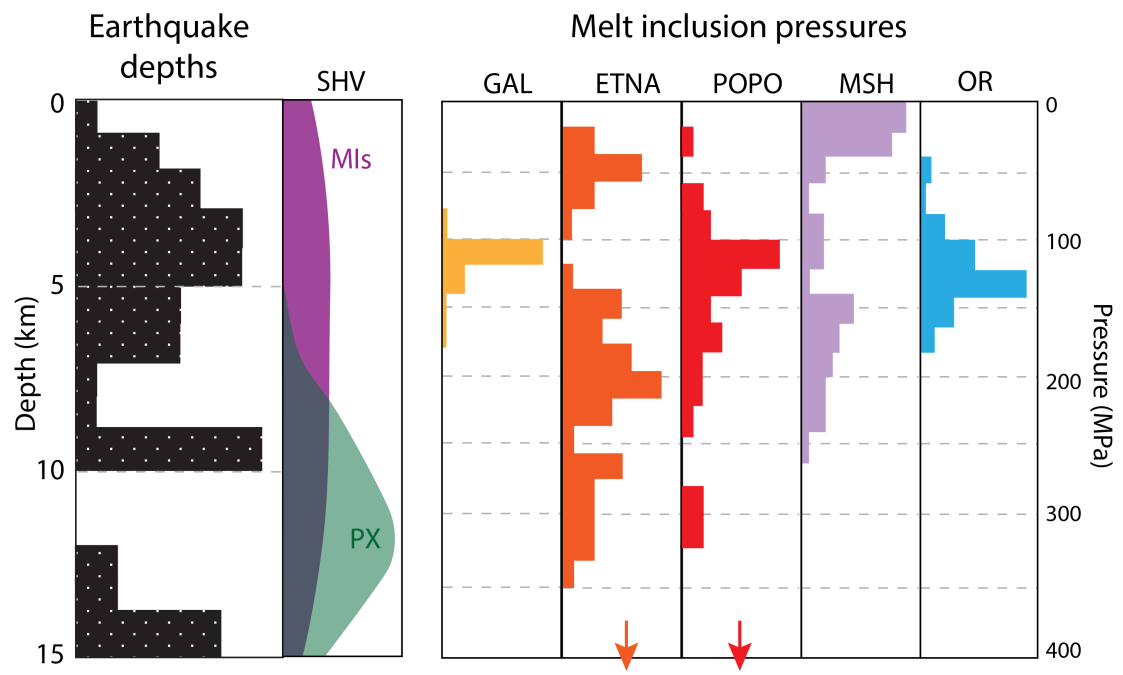 Earthquake
depths
Melt inclusion pressures
SHV
GAL
ETNA
POPO
MSH
OR
0
5
10
15
Depth (km)
MIs
PX
0
100
200
300
400
Pressure (MPa)